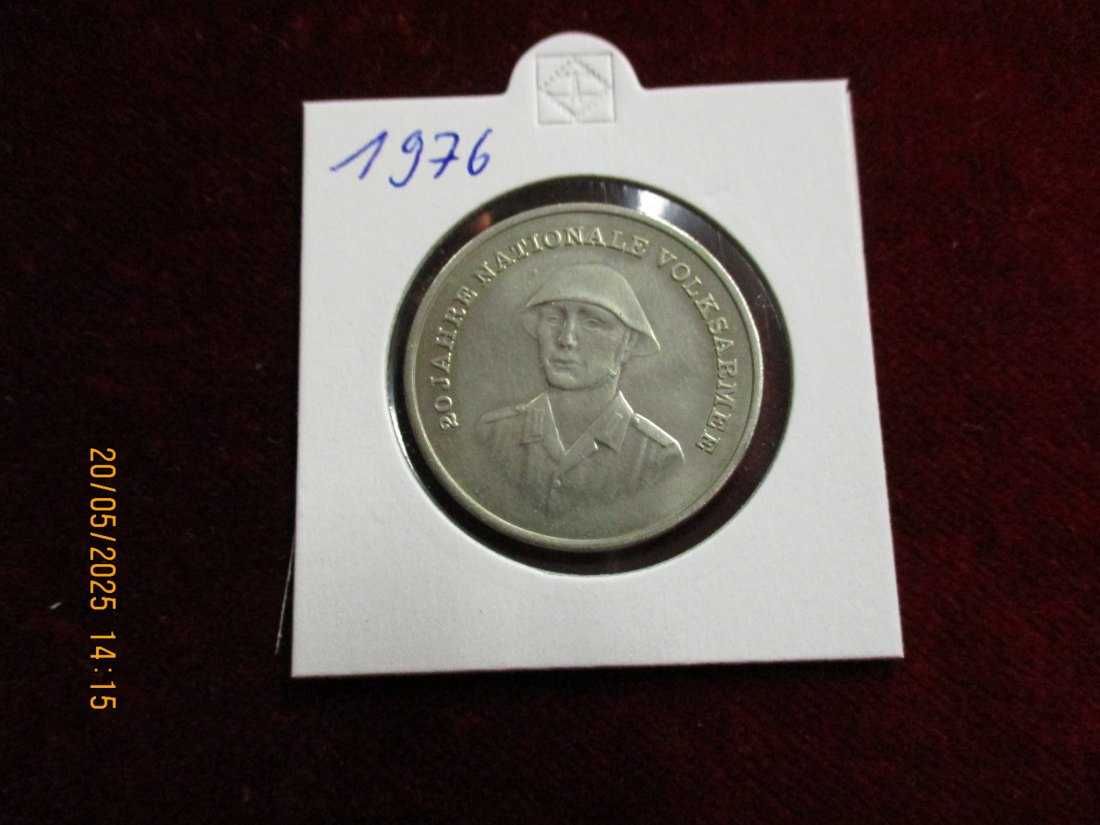 1976
20 JAHRE NATIONALE VOLKSARMEE
20/05/2025 14:15